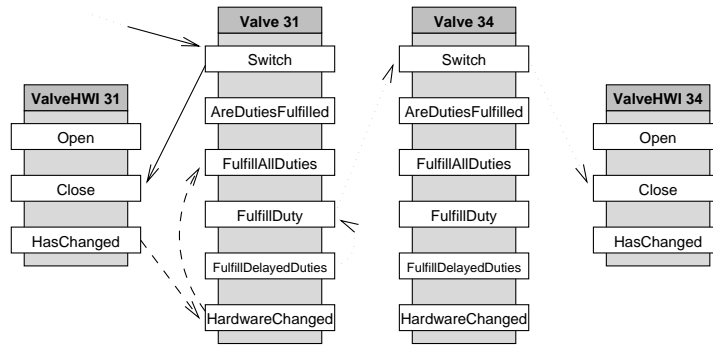 Valve 31
Switch
AreDutiesFulfilled
FulfillAllDuties
FulfillDuty
FulfillDelayedDuties
HardwareChanged
Valve 34
Switch
AreDutiesFulfilled
FulfillAllDuties
FulfillDuty
FulfillDelayedDuties
HardwareChanged
ValveHWI 31
Open
Close
HasChanged
ValveHWI 34
Open
Close
HasChanged